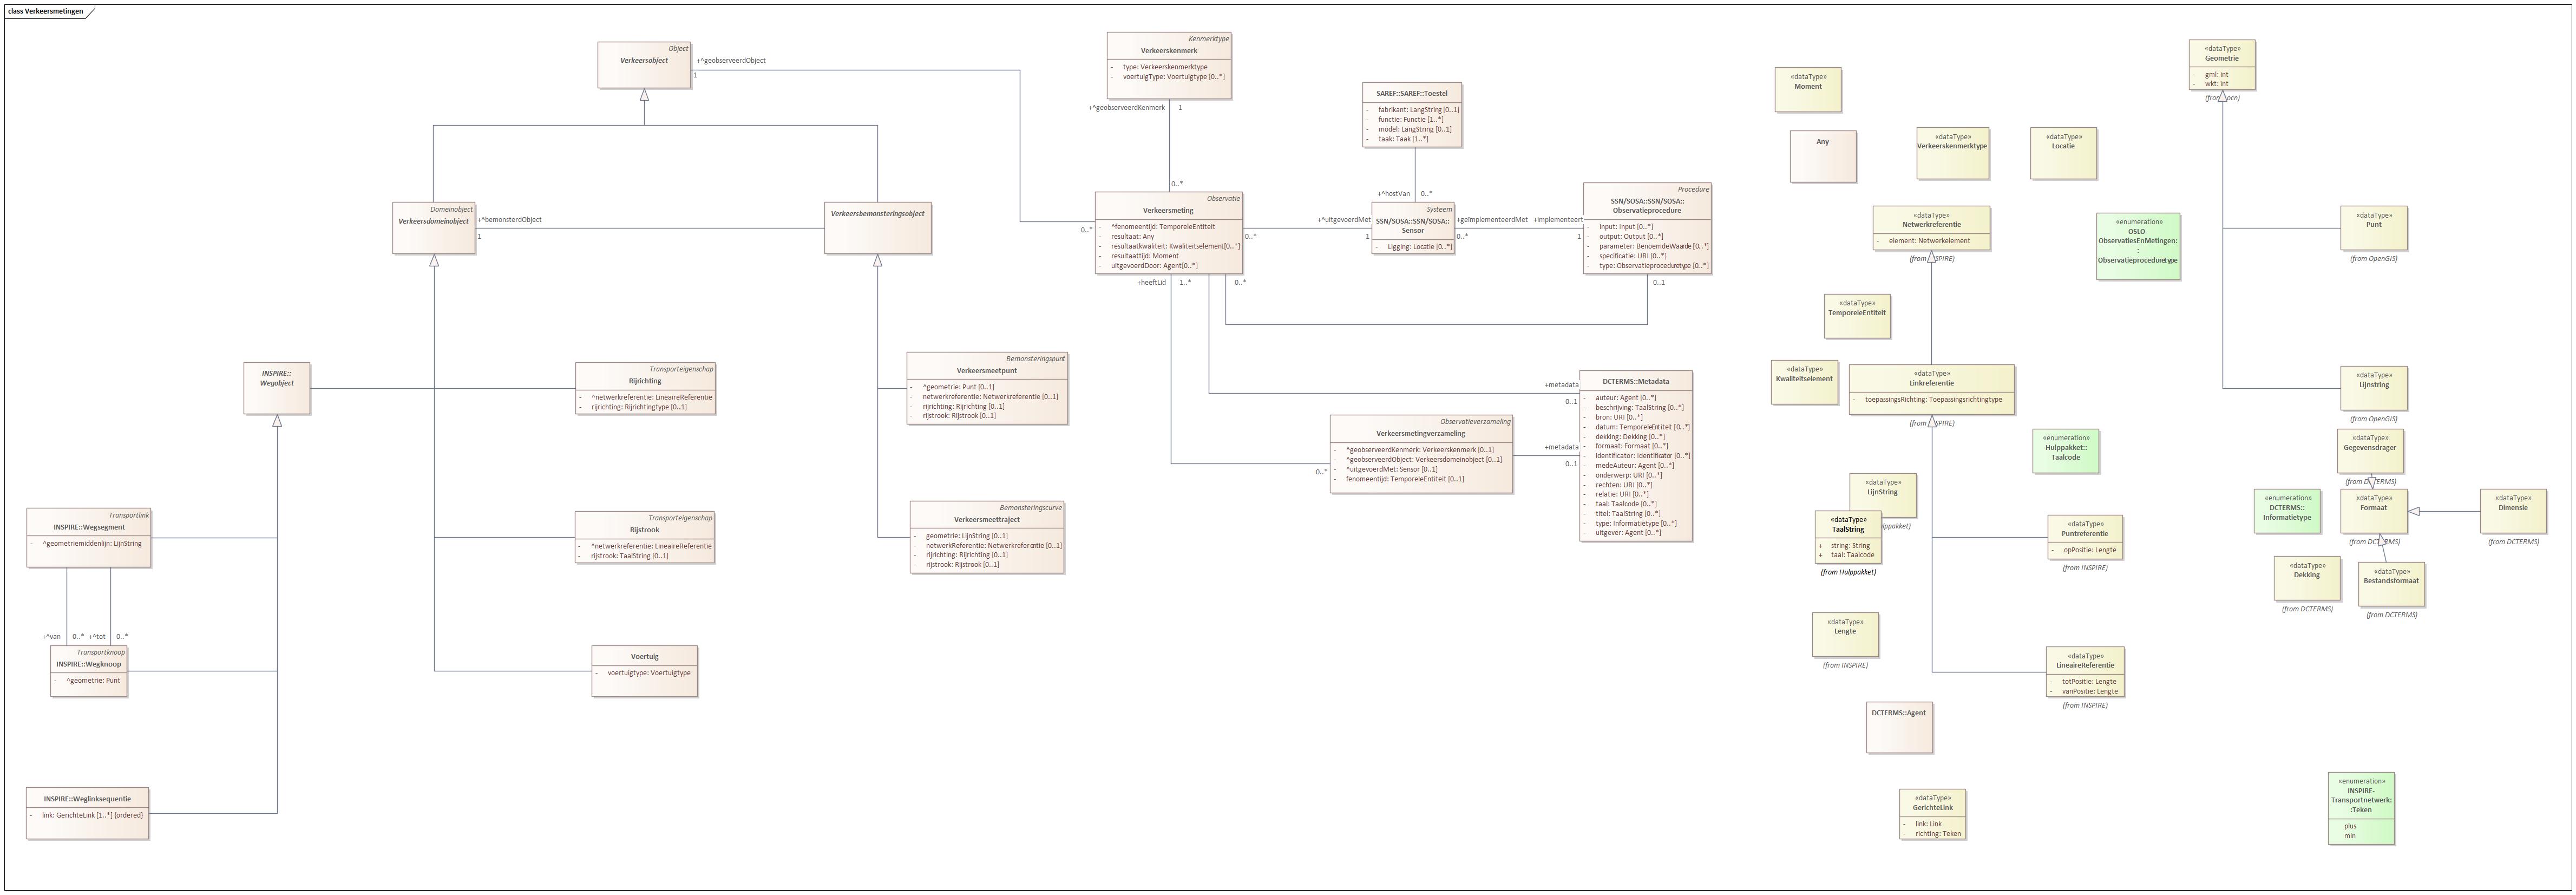 class Verkeersmetingen
Object
Verkeersobject
+^geobserveerdObject
1
Kenmerktype
Verkeerskenmerk
- type: Verkeerskenmerktype
- voertuigType: Voertuigtype [0..*]
+^geobserveerdKenmerk
1
0..*
SAREF::SAREF::Toestel
- fabrikant: LangString [0..1]
- functie: Functie [1..*]
- model: LangString [0..1]
- taak: Taak [1..*]
+^hostVan
0..*
Domeinobject
Verkeersdomeinobject
+^bemonsterdObject
1
Verkeersbemonsteringsobject
0..*
Observatie
Verkeersmeting
- ^fenomeentijd: TemporeleEntiteit
- resultaat: Any
- resultaatkwaliteit: Kwaliteitselement[0..*]
- resultaattijd: Moment
- uitgevoerdDoor: Agent[0..*]
+^uitgevoerdMet
0..*
1
Systeem
SSN/SOSA::SSN/SOSA::
Sensor
- Ligging: Locatie [0..*]
+geïmplementeerdMet
+implementeert
0..*
1
Procedure
SSN/SOSA::SSN/SOSA::
Observatieprocedure
- input: Input [0..*]
- output: Output [0..*]
- parameter: BenoemdeWaarde [0..*]
- specificatie: URI [0..*]
- type: Observatieproceduretype [0..*]
+heeftLid
1..*
0..*
0..1
INSPIRE::
Wegobject
Transporteigenschap
Rijrichting
- ^netwerkreferentie: LineaireReferentie
- rijrichting: Rijrichtingtype [0..1]
Bemonsteringspunt
Verkeersmeetpunt
- ^geometrie: Punt [0..1]
- netwerkreferentie: Netwerkreferentie [0..*]
- rijrichting: Rijrichting [0..1]
- rijstrook: Rijstrook [0..1]
+metadata
0..1
DCTERMS::Metadata
- auteur: Agent [0..*]
- beschrijving: TaalString [0..*]
- bron: URI [0..*]
- datum: TemporeleEntiteit [0..*]
- dekking: Dekking [0..*]
- formaat: Formaat [0..*]
- identificator: Identificator [0..*]
- medeAuteur: Agent [0..*]
- onderwerp: URI [0..*]
- rechten: URI [0..*]
- relatie: URI [0..*]
- taal: Taalcode [0..*]
- titel: TaalString [0..*]
- type: Informatietype [0..*]
- uitgever: Agent [0..*]
Observatieverzameling
Verkeersmetingverzameling
- ^geobserveerdKenmerk: Verkeerskenmerk [0..1]
- ^geobserveerdObject: Verkeersdomeinobject [0..1]
- ^uitgevoerdMet: Sensor [0..1]
- fenomeentijd: TemporeleEntiteit [0..1]
0..*
+metadata
0..1
Transportlink
INSPIRE::Wegsegment
- ^geometriemiddenlijn: LijnString
Transporteigenschap
Rijstrook
- ^netwerkreferentie: LineaireReferentie
- rijstrook: TaalString [0..1]
Bemonsteringscurve
Verkeersmeettraject
- geometrie: LijnString [0..1]
- netwerkReferentie: Netwerkreferentie [0..*]
- rijrichting: Rijrichting [0..1]
- rijstrook: Rijstrook [0..1]
+^van
0..*
+^tot
0..*
Transportknoop
INSPIRE::Wegknoop
- ^geometrie: Punt
Voertuig
- voertuigtype: Voertuigtype
INSPIRE::Weglinksequentie
- link: GerichteLink [1..*] {ordered}
«dataType»
Moment
Any
«dataType»
Verkeerskenmerktype
«dataType»
Locatie
«dataType»
Geometrie
- gml: int
- wkt: int
«dataType»
Netwerkreferentie
- element: Netwerkelement
«enumeration»
OSLO-
ObservatiesEnMetingen:
:
Observatieproceduretype
«dataType»
Punt
(from OpenGIS)
«dataType»
TemporeleEntiteit
«dataType»
Kwaliteitselement
«dataType»
Linkreferentie
- toepassingsRichting: Toepassingsrichtingtype
«dataType»
Lijnstring
(from OpenGIS)
«enumeration»
Hulppakket::
Taalcode
«dataType»
Gegevensdrager
«dataType»
LijnString
«dataType»
TaalString
+ string: String
+ taal: Taalcode
(from Hulppakket)
«enumeration»
DCTERMS::
Informatietype
«dataType»
Formaat
«dataType»
Dimensie
(from DCTERMS)
«dataType»
Puntreferentie
- opPositie: Lengte
(from INSPIRE)
«dataType»
Dekking
(from DCTERMS)
«dataType»
Bestandsformaat
(from DCTERMS)
«dataType»
Lengte
(from INSPIRE)
«dataType»
LineaireReferentie
- totPositie: Lengte
- vanPositie: Lengte
(from INSPIRE)
DCTERMS::Agent
«dataType»
GerichteLink
- link: Link
- richting: Teken
«enumeration»
INSPIRE-
Transportnetwerk:
:Teken
plus
min